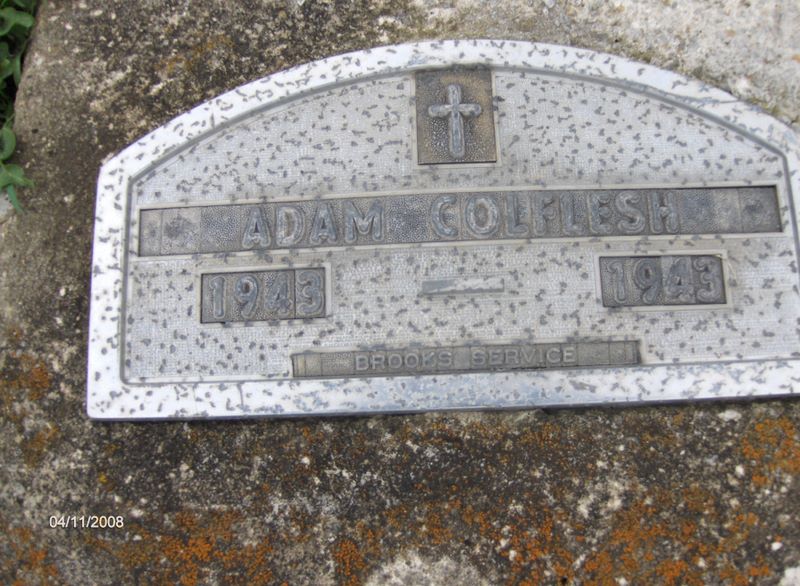 ADAM COLFLESH
1943 – 1943
BROOKS SERVICE
04/11/2008